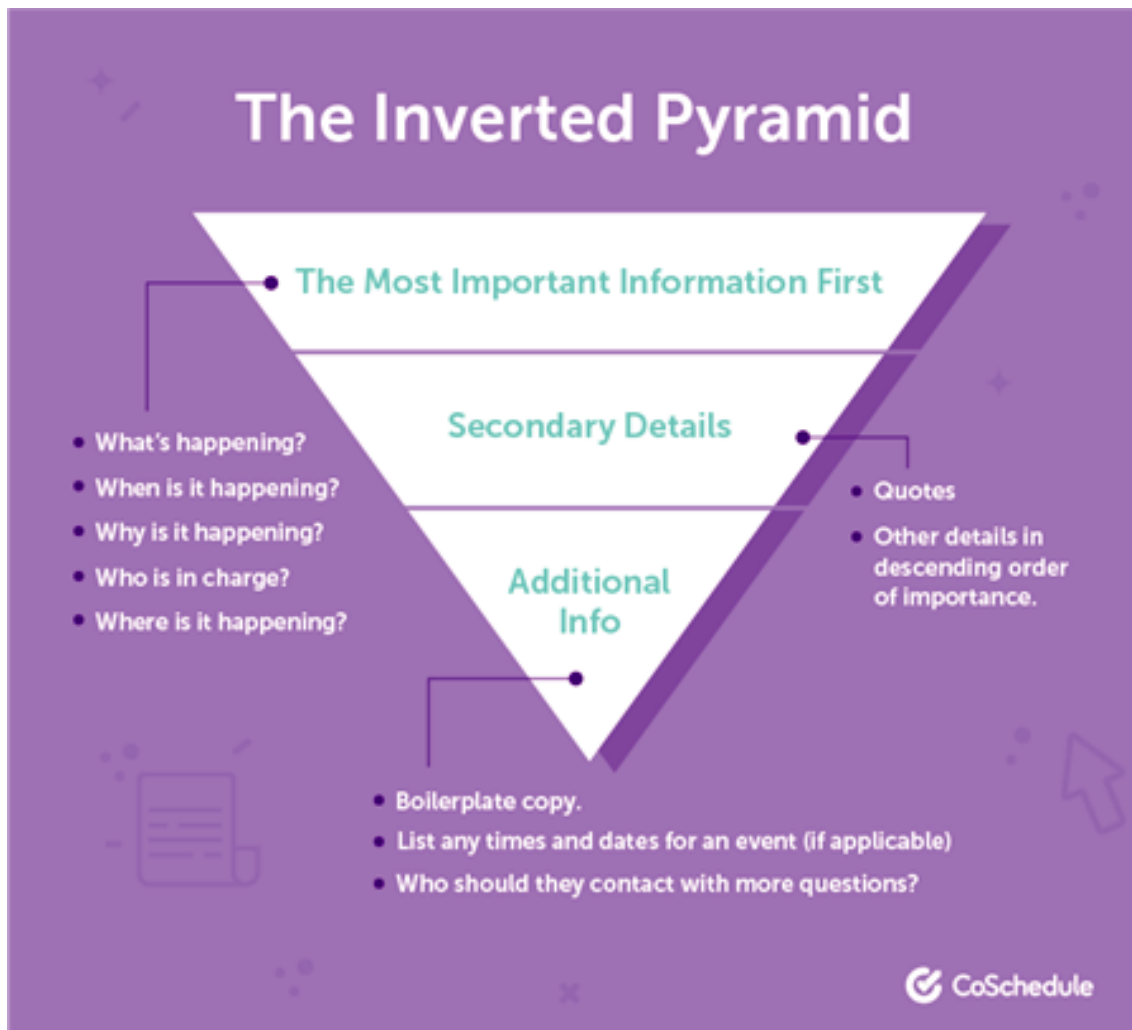 The Inverted Pyramid
The Most Important Information First
What's happening?
When is it happening?
Why is it happening?
Who is in charge?
Where is it happening?
Secondary Details
Quotes
Other details in
descending order
of importance.
Additional
Info
Boilerplate copy.
List any times and dates for an event (if applicable)
Who should they contact with more questions?
CoSchedule